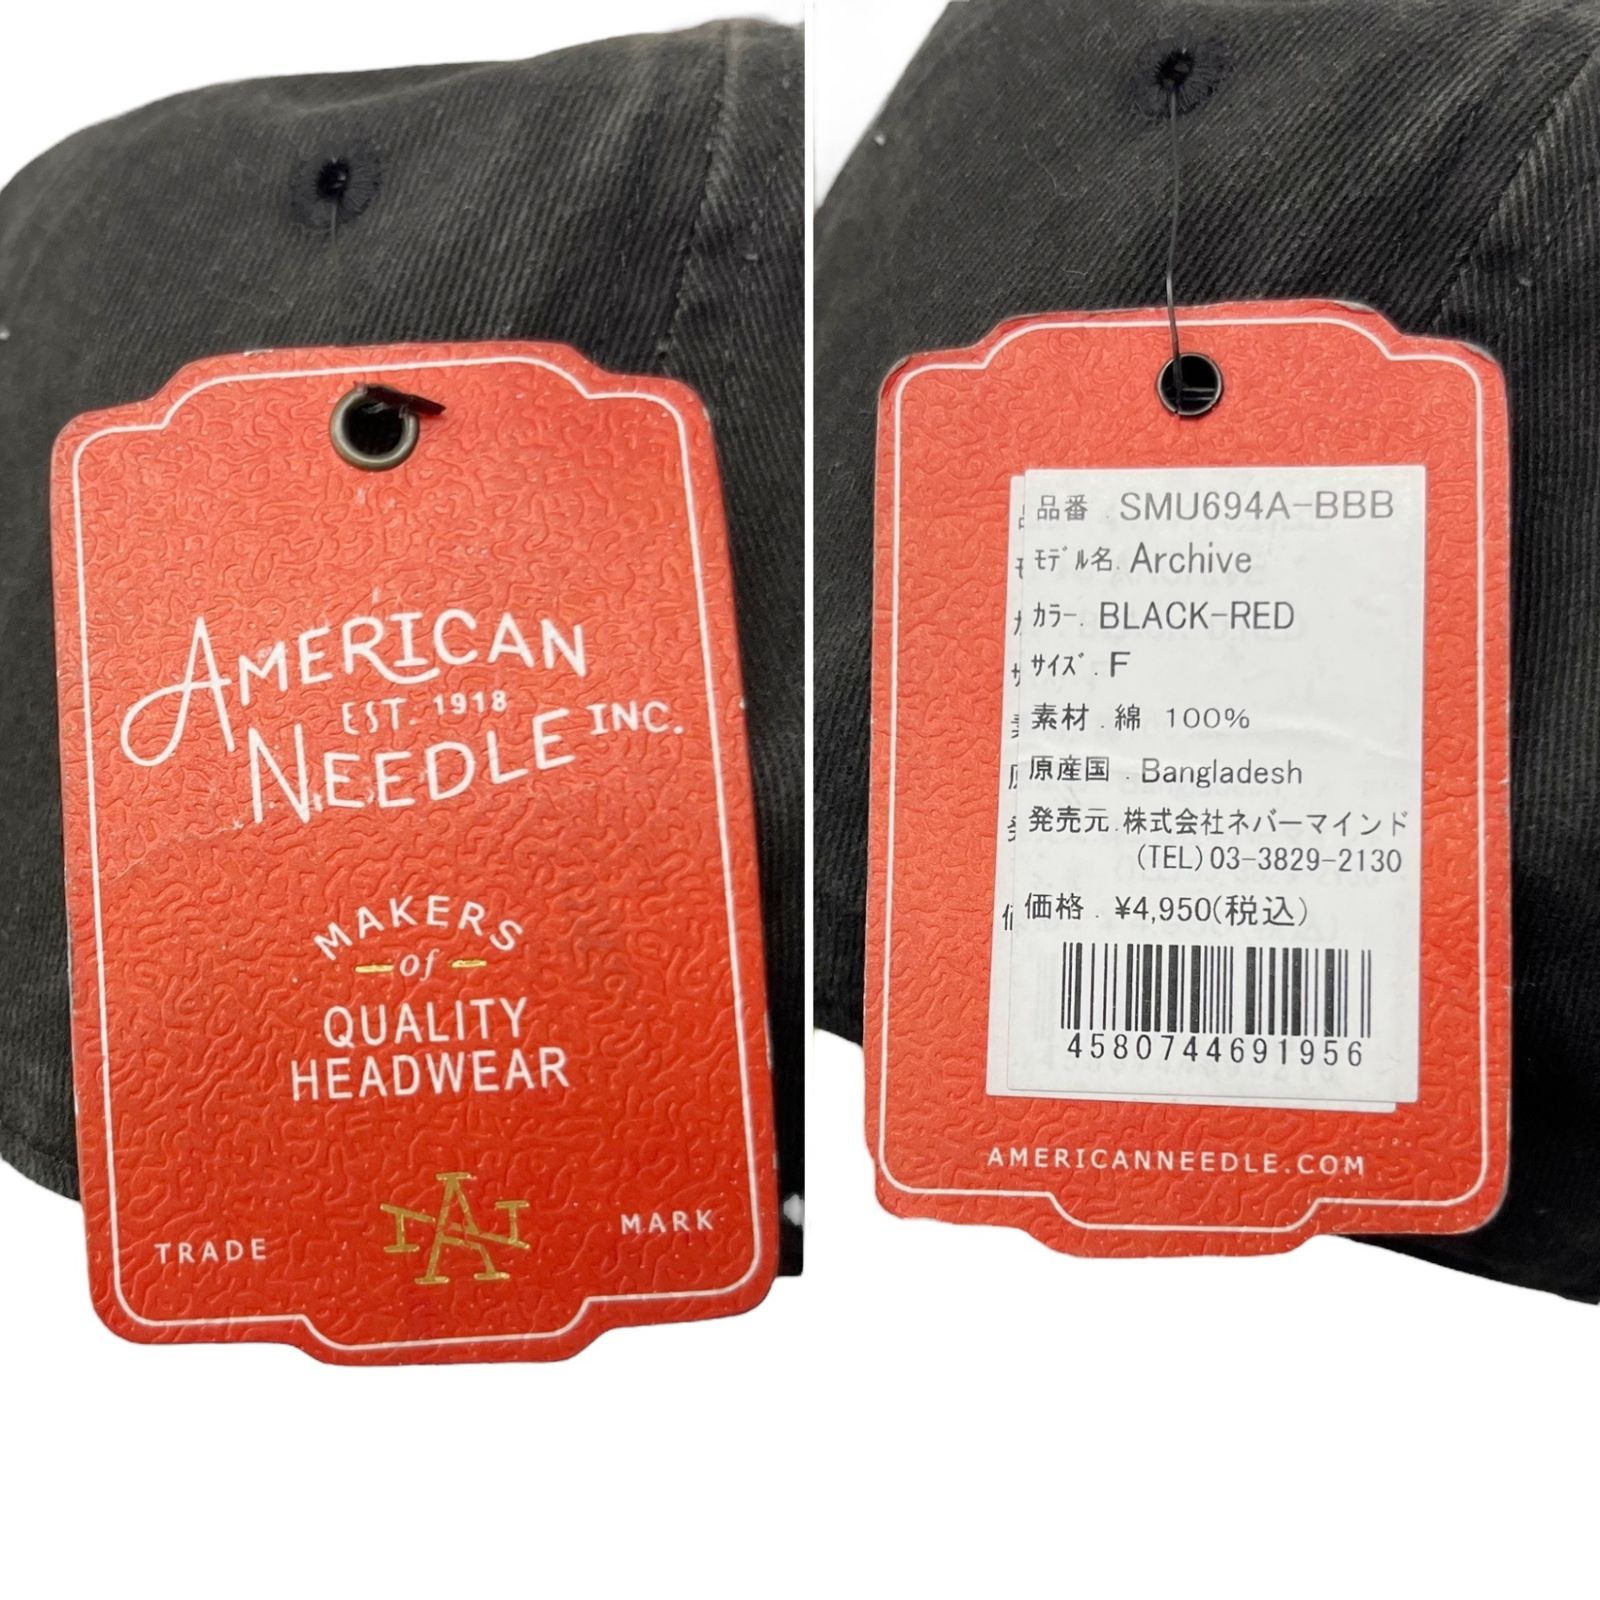 AMERICAN
EST. 1918
NEEDLE INC.
MAKERS
of
QUALITY
HEADWEAR
TRADE
MARK
品番 . SMU694A-BBB
ﾓﾃﾞﾙ名. Archive
ｶﾗｰ. BLACK-RED
ｻｲｽﾞ. F
素材 . 綿 100%
原産国 . Bangladesh
発売元 . 株式会社ネバーマインド
(TEL) 03-3829-2130
価格 . ¥4,950(税込)
4580744691956
AMERICANNEEDLE.COM